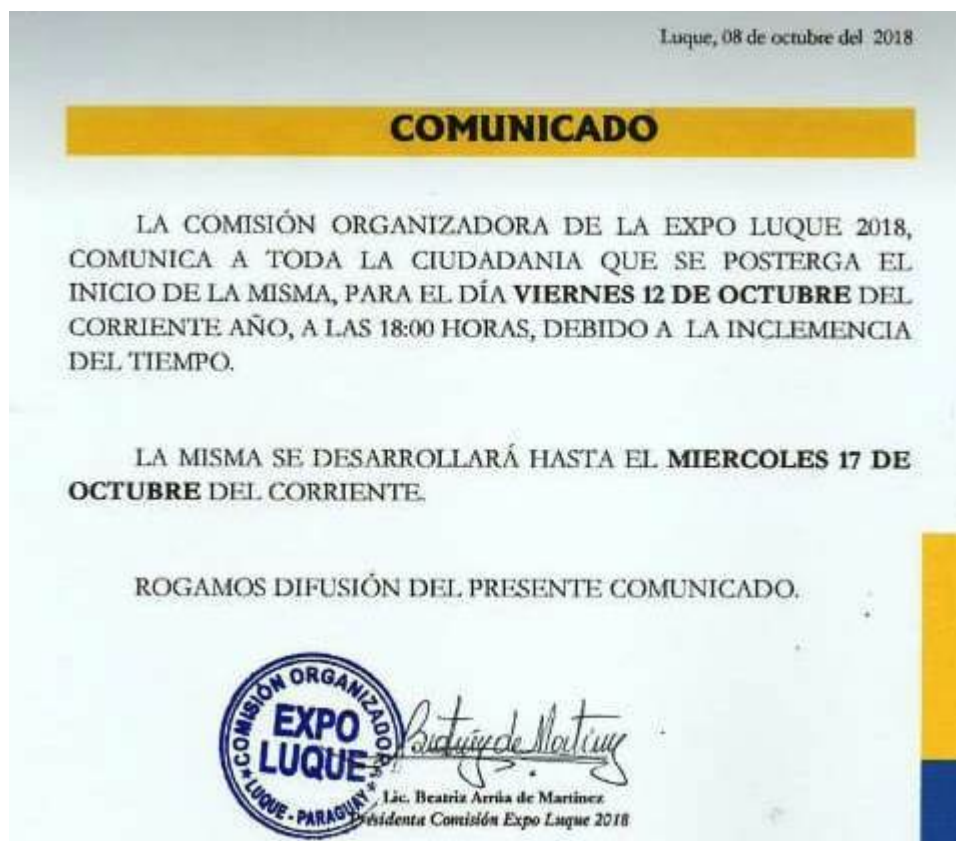 Luque, 08 de octubre del 2018
COMUNICADO
LA COMISIÓN ORGANIZADORA DE LA EXPO LUQUE 2018,
COMUNICA A TODA LA CIUDADANIA QUE SE POSTERGA EL
INICIO DE LA MISMA, PARA EL DÍA VIERNES 12 DE OCTUBRE DEL
CORRIENTE AÑO, A LAS 18:00 HORAS, DEBIDO A LA INCLEMENCIA
DEL TIEMPO.
LA MISMA SE DESARROLLARÁ HASTA EL MIERCOLES 17 DE
OCTUBRE DEL CORRIENTE.
ROGAMOS DIFUSIÓN DEL PRESENTE COMUNICADO.
COMISIÓN ORGANIZADORA
EXPO
LUQUE
LUQUE - PARAGUAY
Lic. Beatriz Arrúa de Martinez
Presidenta Comisión Expo Luque 2018